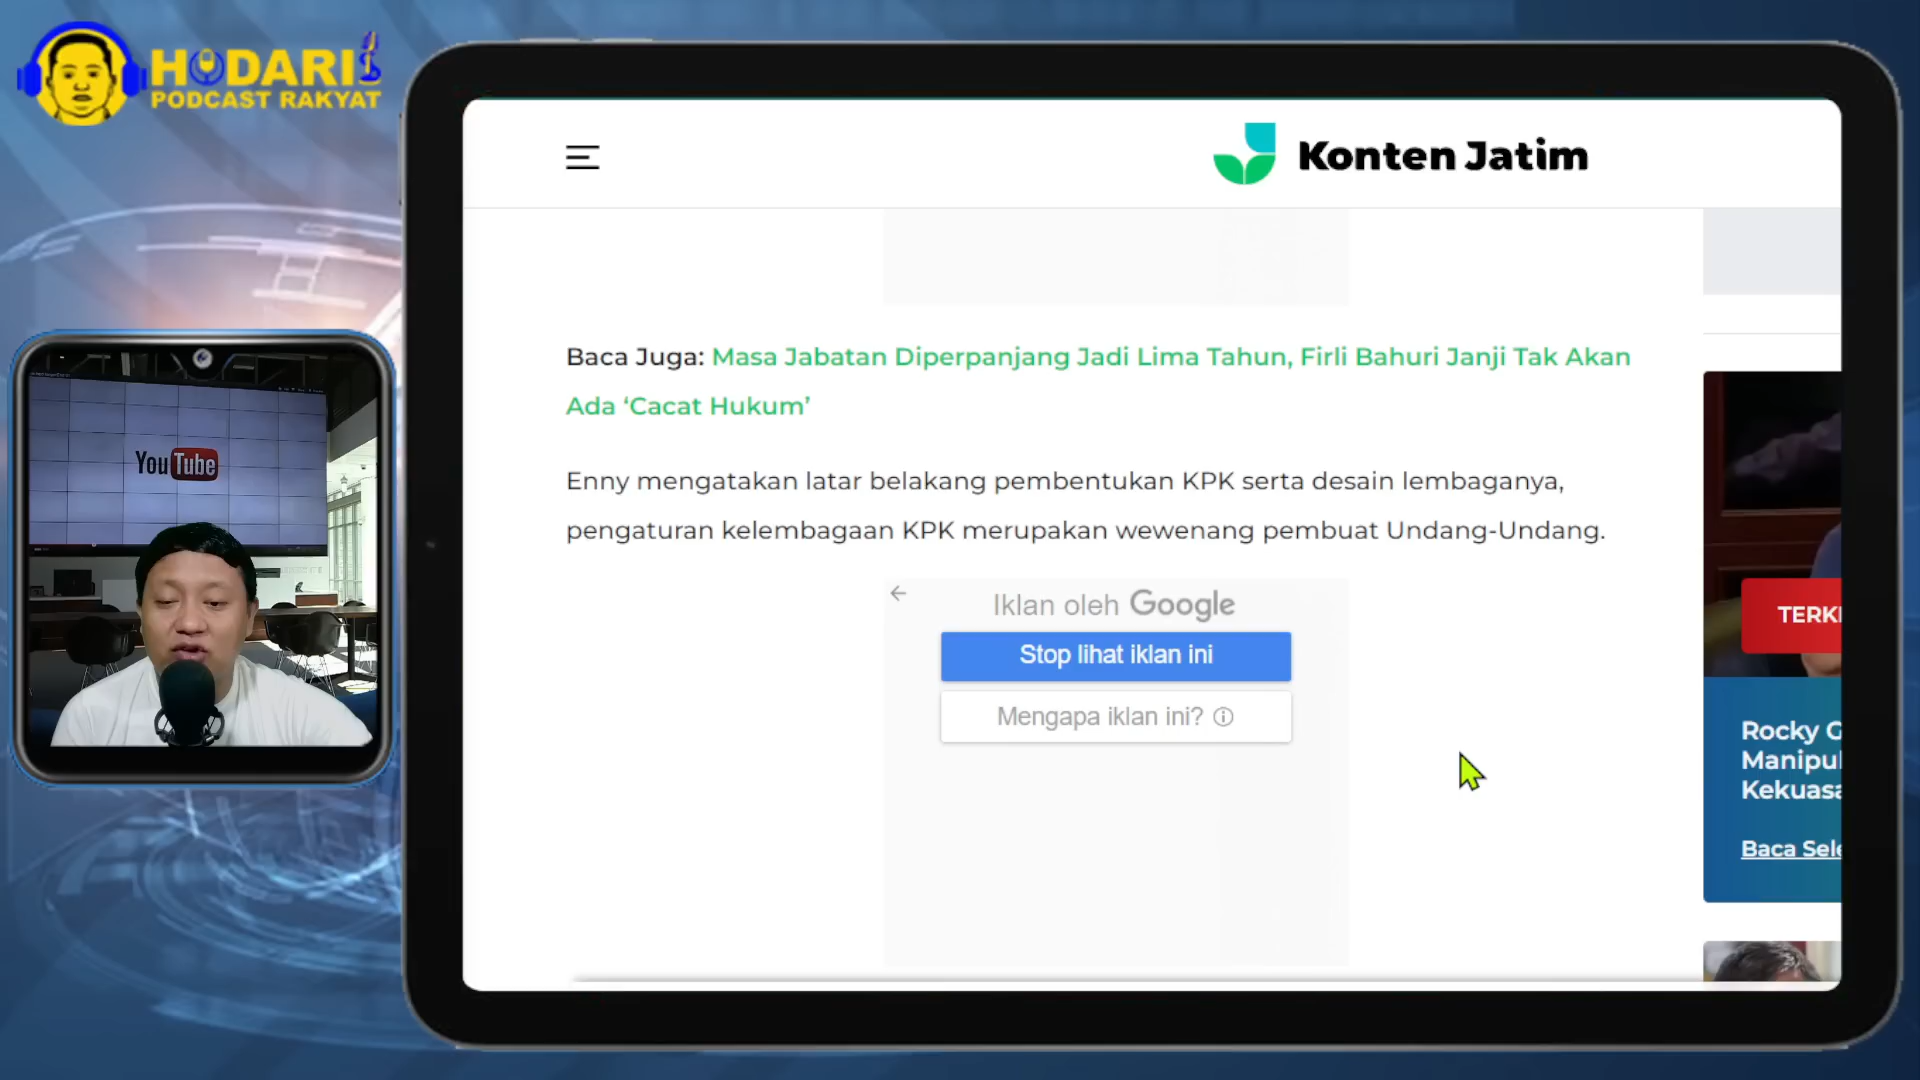 HODARI
PODCAST RAKYAT
Konten Jatim
Baca Juga: Masa Jabatan Diperpanjang Jadi Lima Tahun, Firli Bahuri Janji Tak Akan
Ada ‘Cacat Hukum’
Enny mengatakan latar belakang pembentukan KPK serta desain lembaganya,
pengaturan kelembagaan KPK merupakan wewenang pembuat Undang-Undang.
Iklan oleh Google
Stop lihat iklan ini
Mengapa iklan ini?
YouTube
Rocky G
Baca